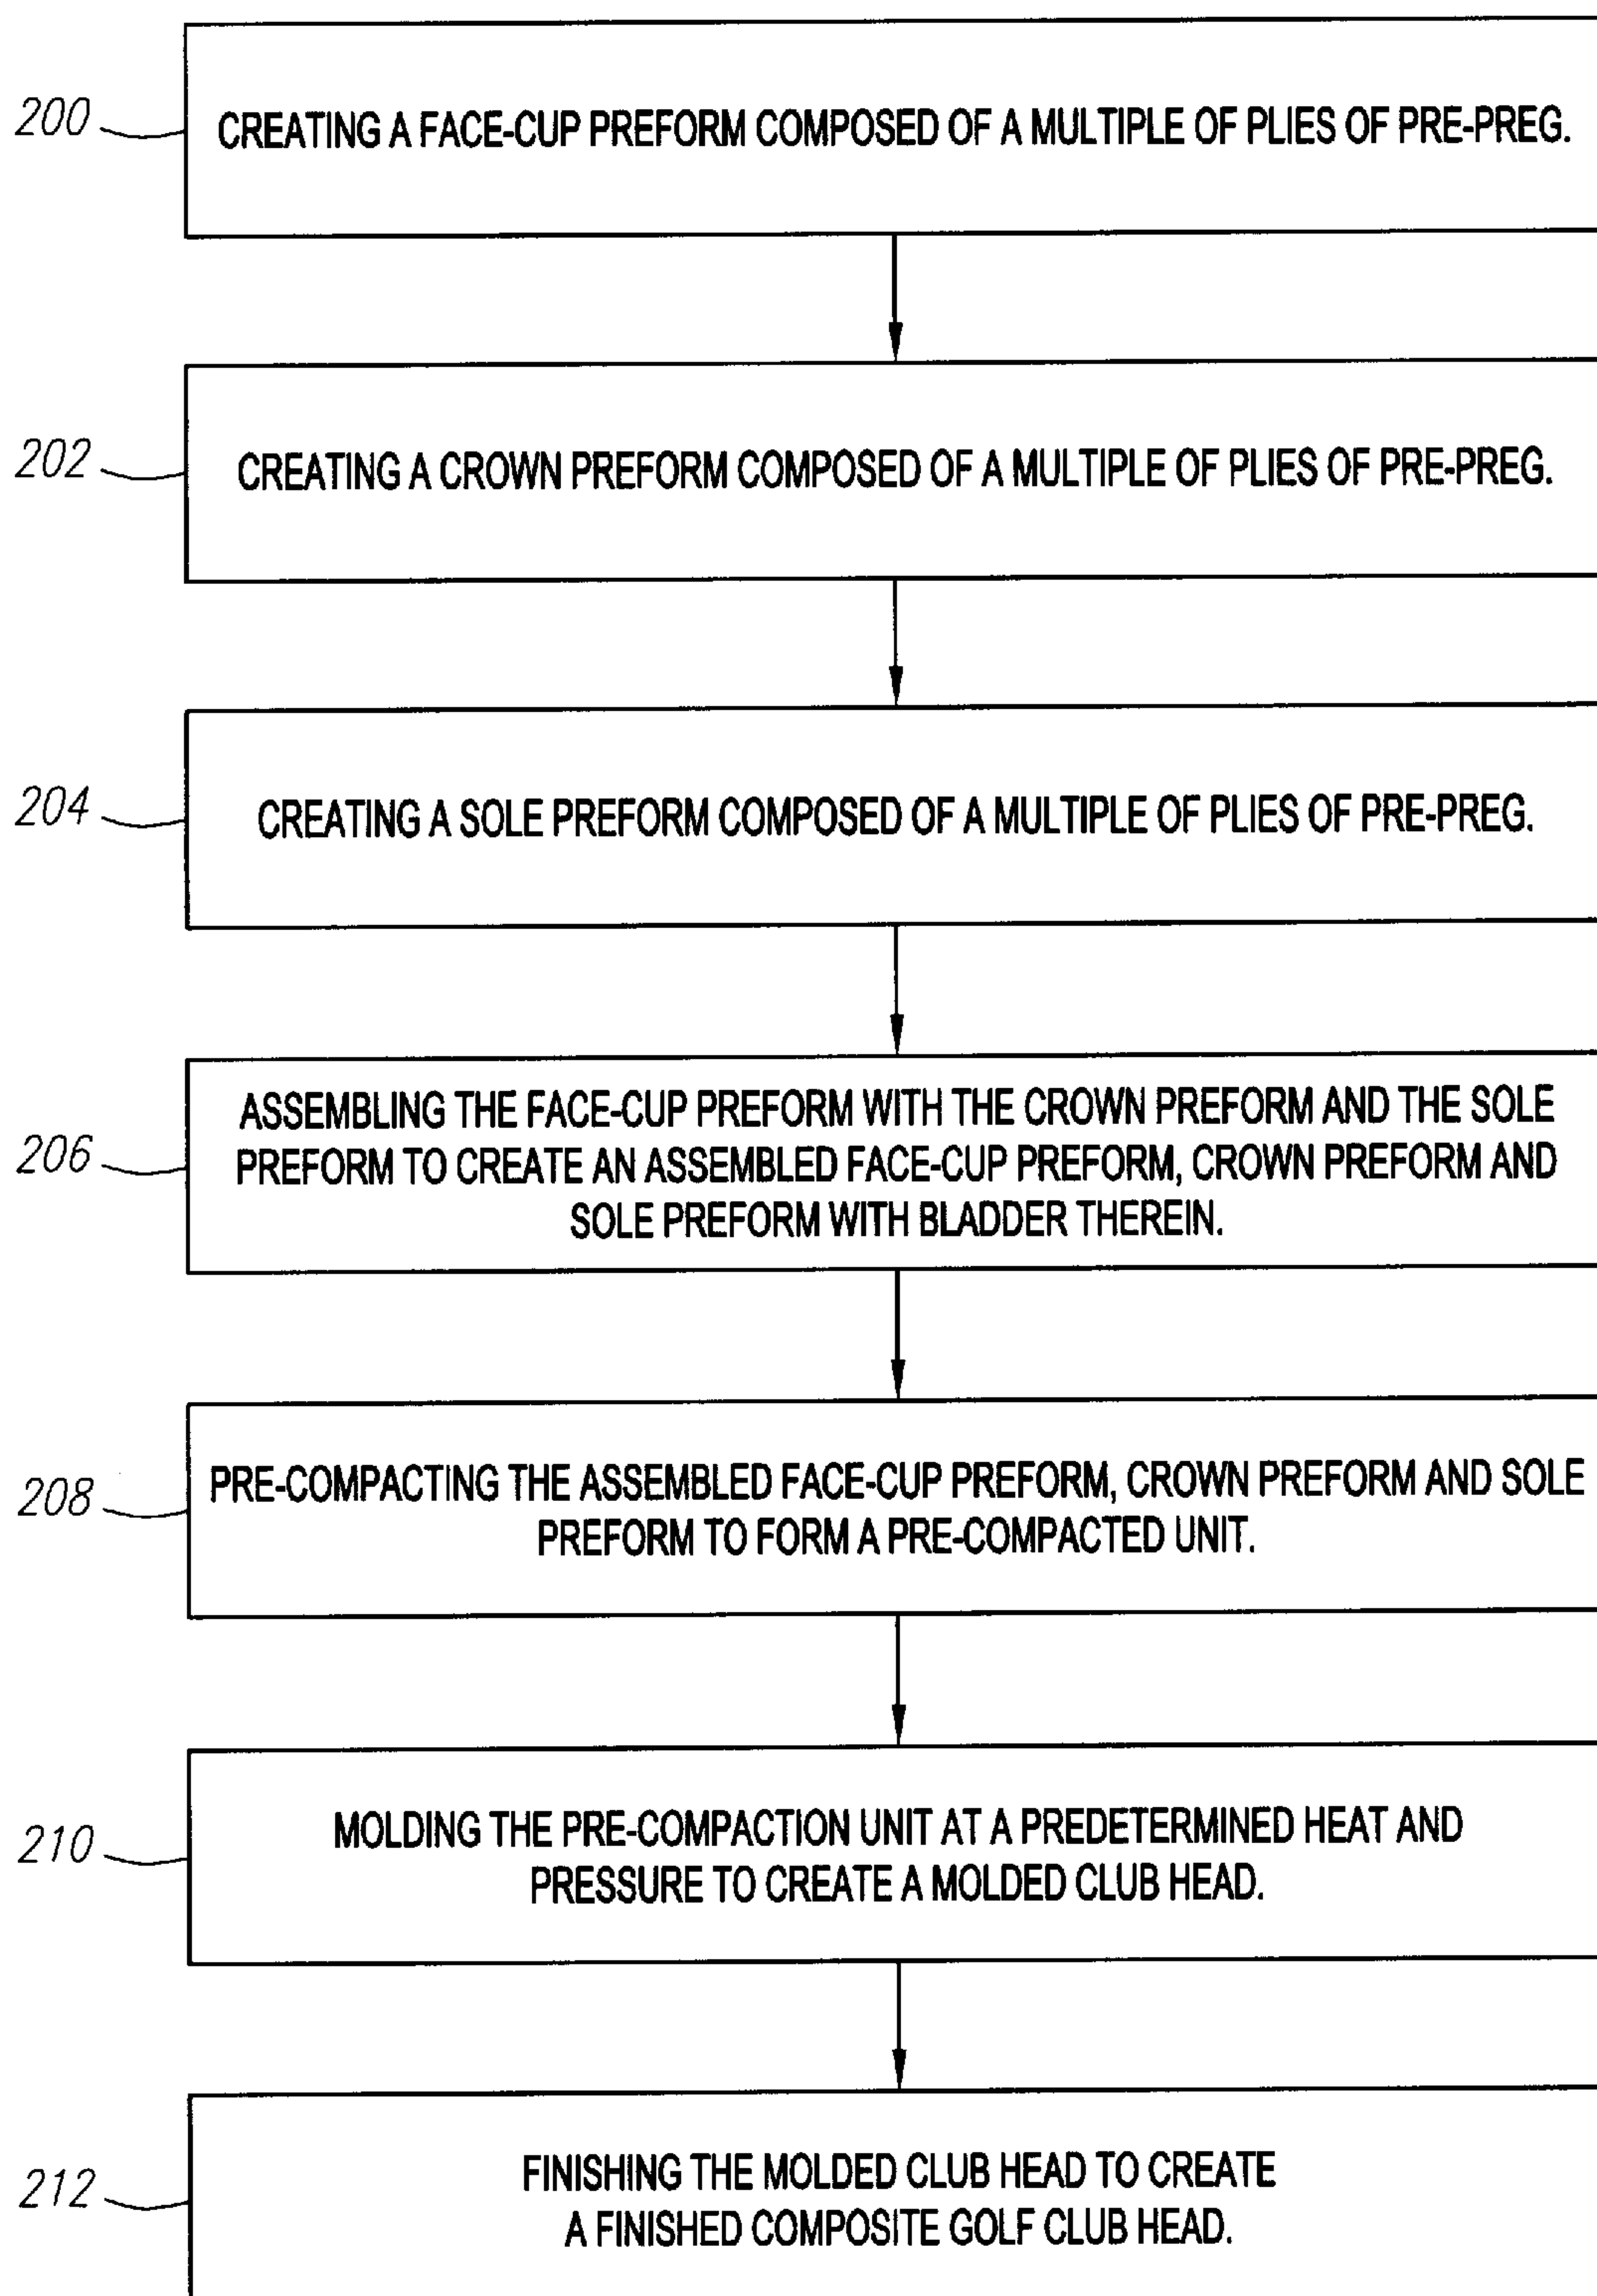 200
CREATING A FACE-CUP PREFORM COMPOSED OF A MULTIPLE OF PLIES OF PRE-PREG.
202
CREATING A CROWN PREFORM COMPOSED OF A MULTIPLE OF PLIES OF PRE-PREG.
204
CREATING A SOLE PREFORM COMPOSED OF A MULTIPLE OF PLIES OF PRE-PREG.
206
ASSEMBLING THE FACE-CUP PREFORM WITH THE CROWN PREFORM AND THE SOLE
PREFORM TO CREATE AN ASSEMBLED FACE-CUP PREFORM, CROWN PREFORM AND
SOLE PREFORM WITH BLADDER THEREIN.
208
PRE-COMPACTING THE ASSEMBLED FACE-CUP PREFORM, CROWN PREFORM AND SOLE
PREFORM TO FORM A PRE-COMPACTED UNIT.
210
MOLDING THE PRE-COMPACTION UNIT AT A PREDETERMINED HEAT AND
PRESSURE TO CREATE A MOLDED CLUB HEAD.
212
FINISHING THE MOLDED CLUB HEAD TO CREATE
A FINISHED COMPOSITE GOLF CLUB HEAD.